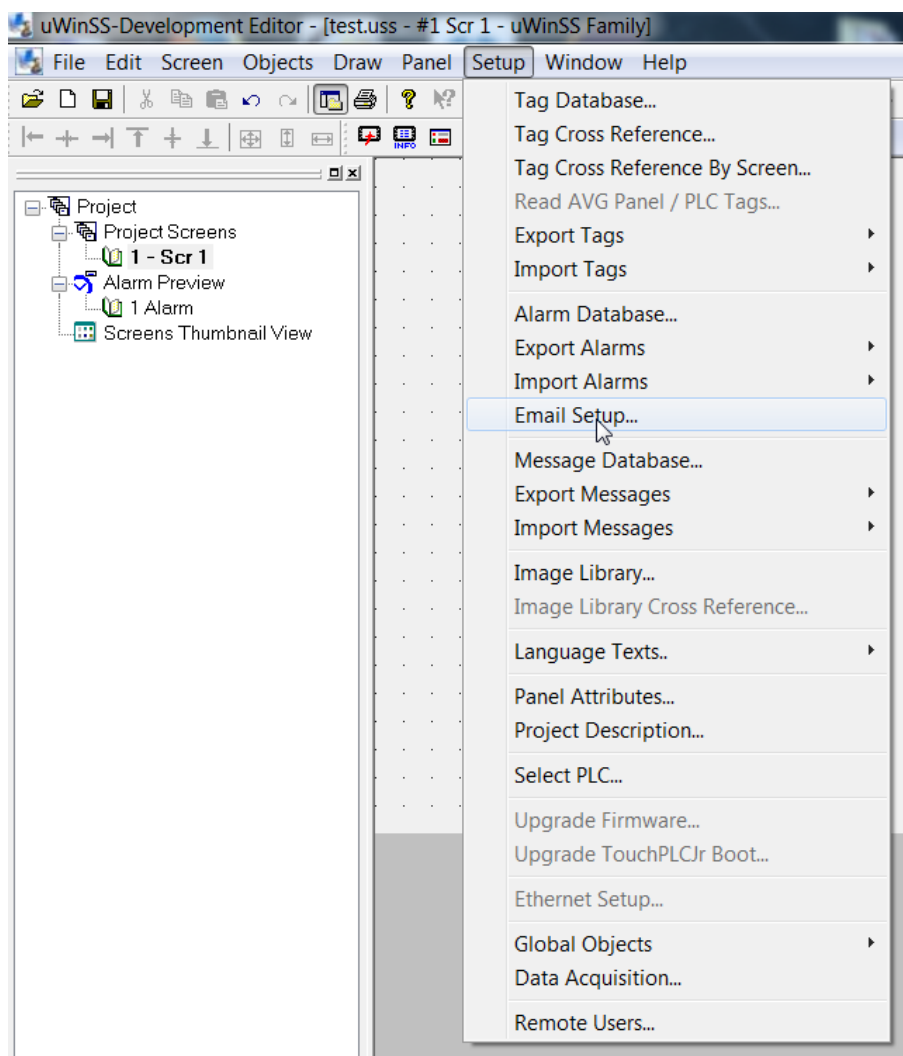 uWinSS-Development Editor - [test.uss - #1 Scr 1 - uWinSS Family]
File Edit Screen Objects Draw Panel Setup Window Help
INFO
Project
Project Screens
1 - Scr 1
Alarm Preview
1 Alarm
Screens Thumbnail View
Tag Database...
Tag Cross Reference...
Tag Cross Reference By Screen...
Read AVG Panel / PLC Tags...
Export Tags
Import Tags
Alarm Database...
Export Alarms
Import Alarms
Email Setup...
Message Database...
Export Messages
Import Messages
Image Library...
Image Library Cross Reference...
Language Texts..
Panel Attributes...
Project Description...
Select PLC...
Upgrade Firmware...
Upgrade TouchPLCJr Boot...
Ethernet Setup...
Global Objects
Data Acquisition...
Remote Users...